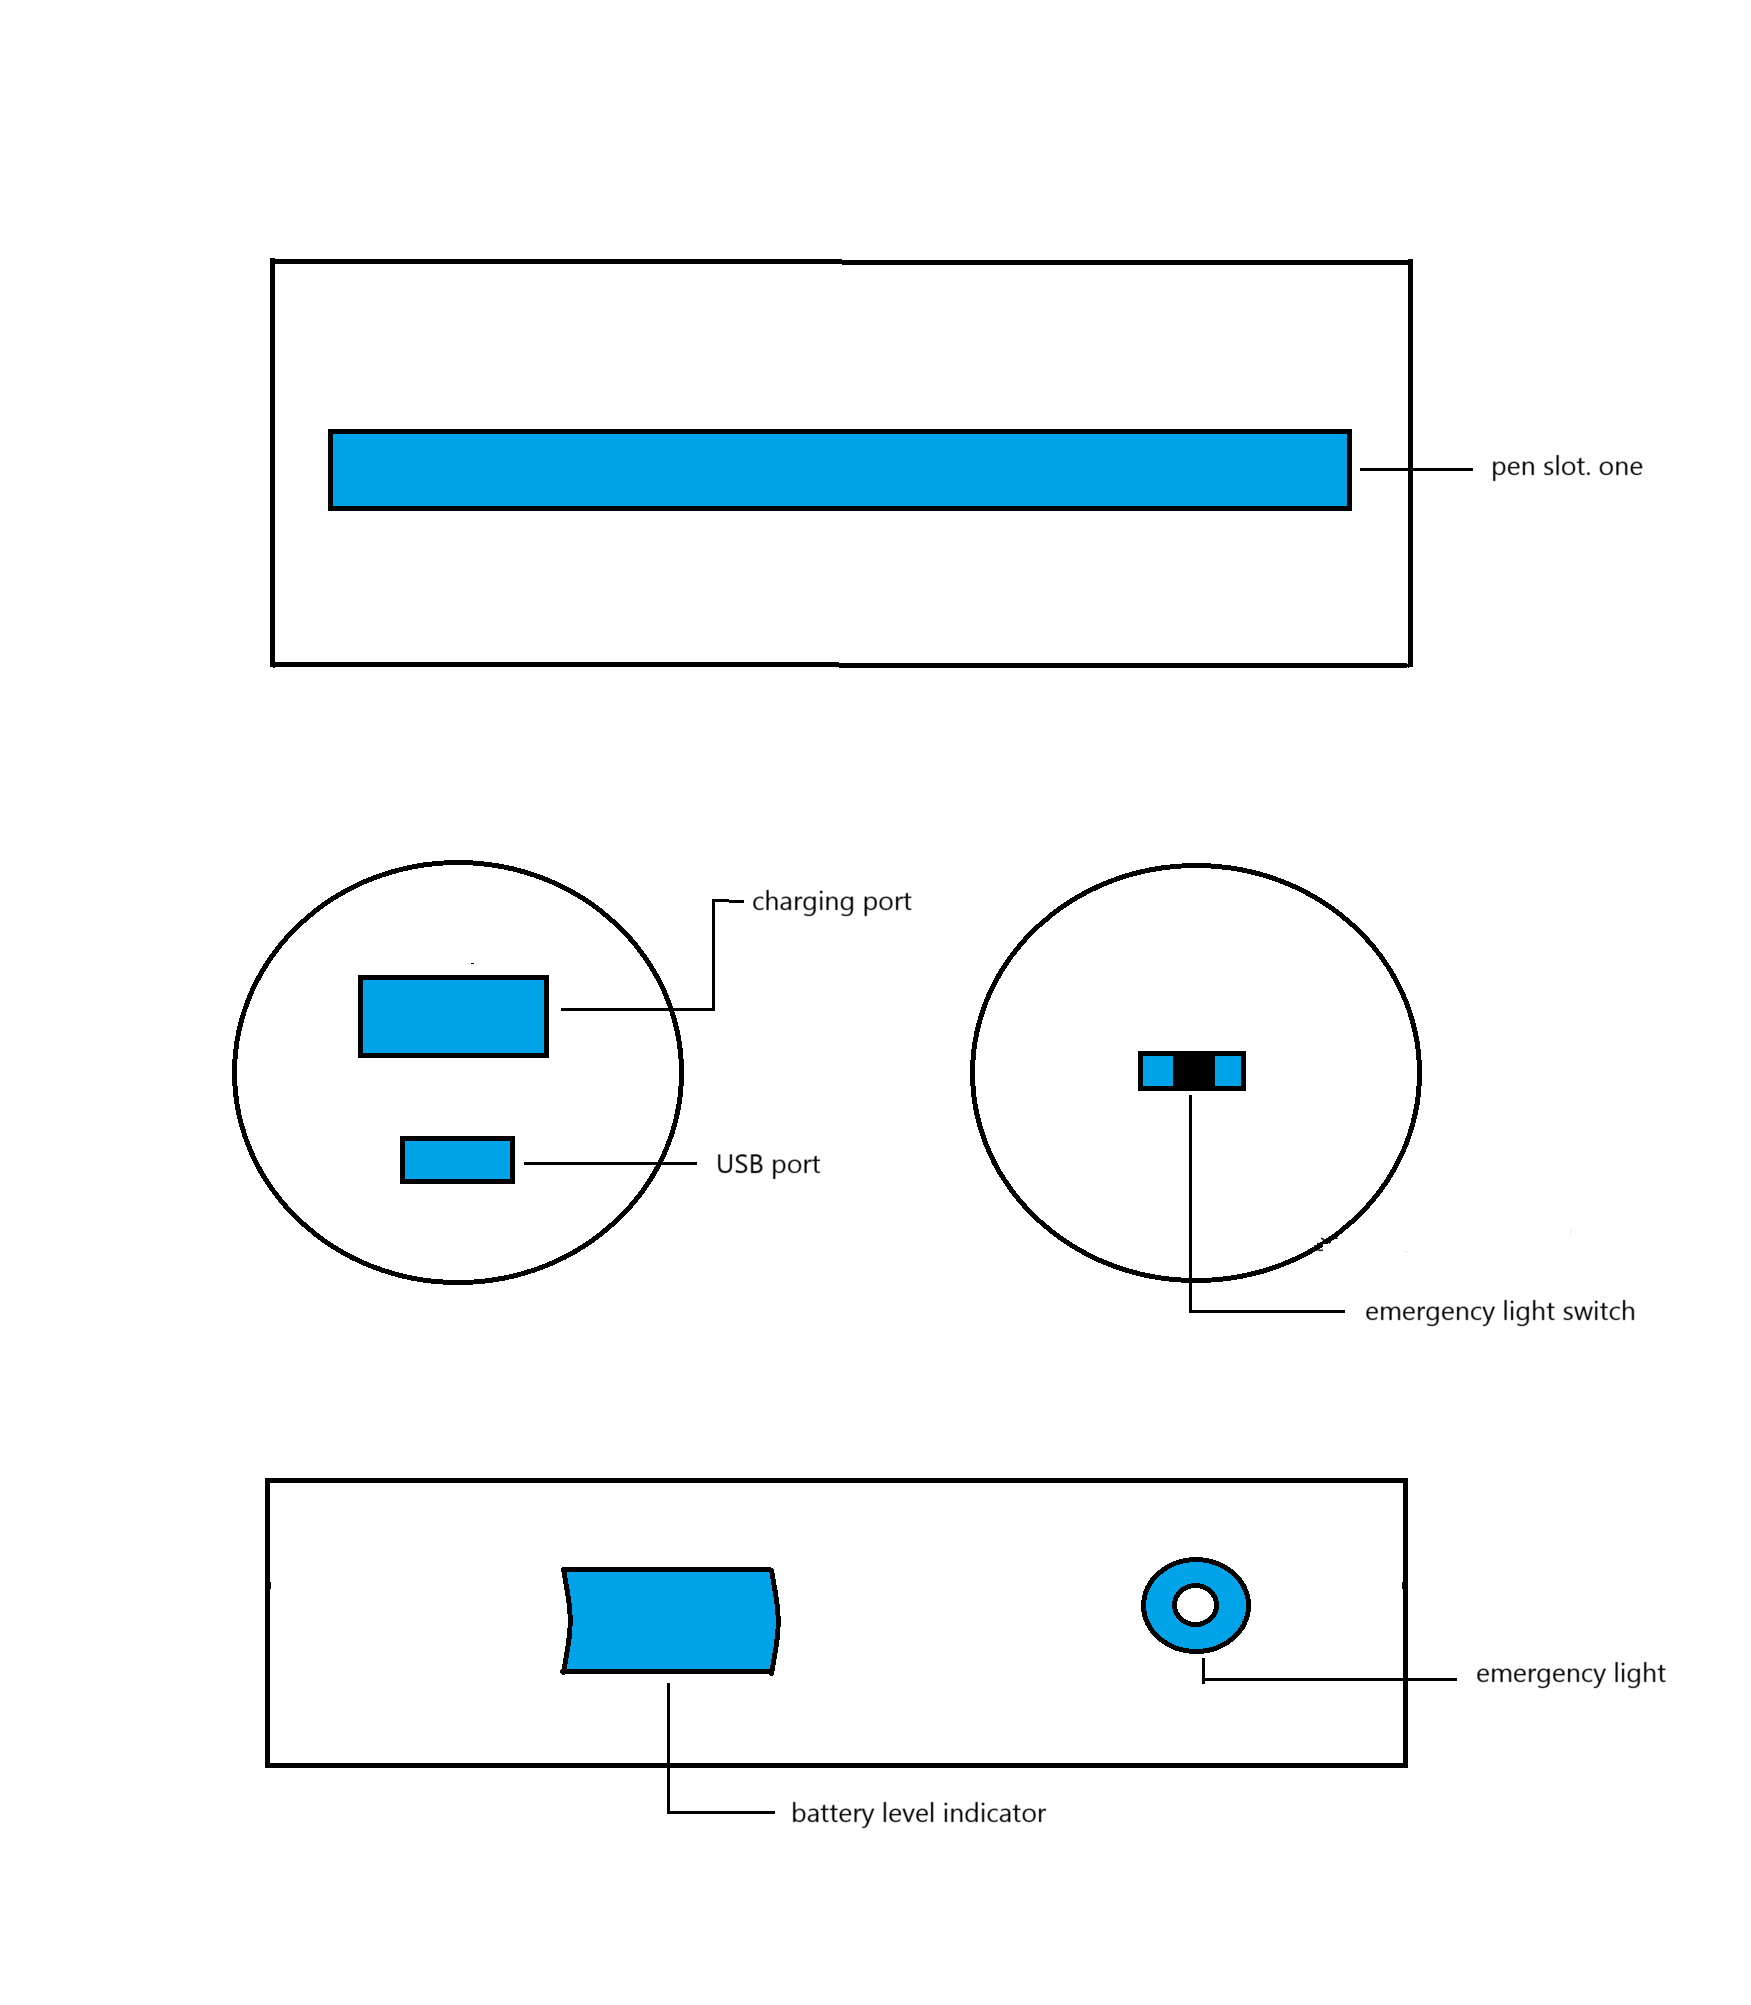 pen slot. one
charging port
USB port
emergency light switch
emergency light
battery level indicator